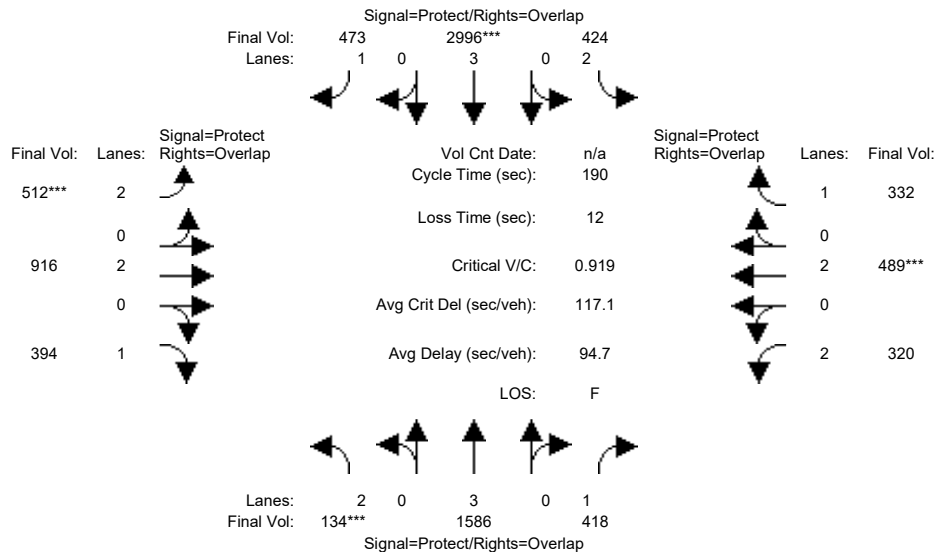 Signal=Protect/Rights=Overlap
Final Vol: 473 2996*** 424
Lanes: 1 0 3 0 2
Signal=Protect Signal=Protect
Final Vol: Lanes: Rights=Overlap Vol Cnt Date: n/a Rights=Overlap Lanes: Final Vol:
Cycle Time (sec): 190
512*** 2 1 332
Loss Time (sec): 12
0 0
916 2 Critical V/C: 0.919 2 489***
0 Avg Crit Del (sec/veh): 117.1 0
394 1 Avg Delay (sec/veh): 94.7 2 320
LOS: F
Lanes: 2 0 3 0 1
Final Vol: 134*** 1586 418
Signal=Protect/Rights=Overlap